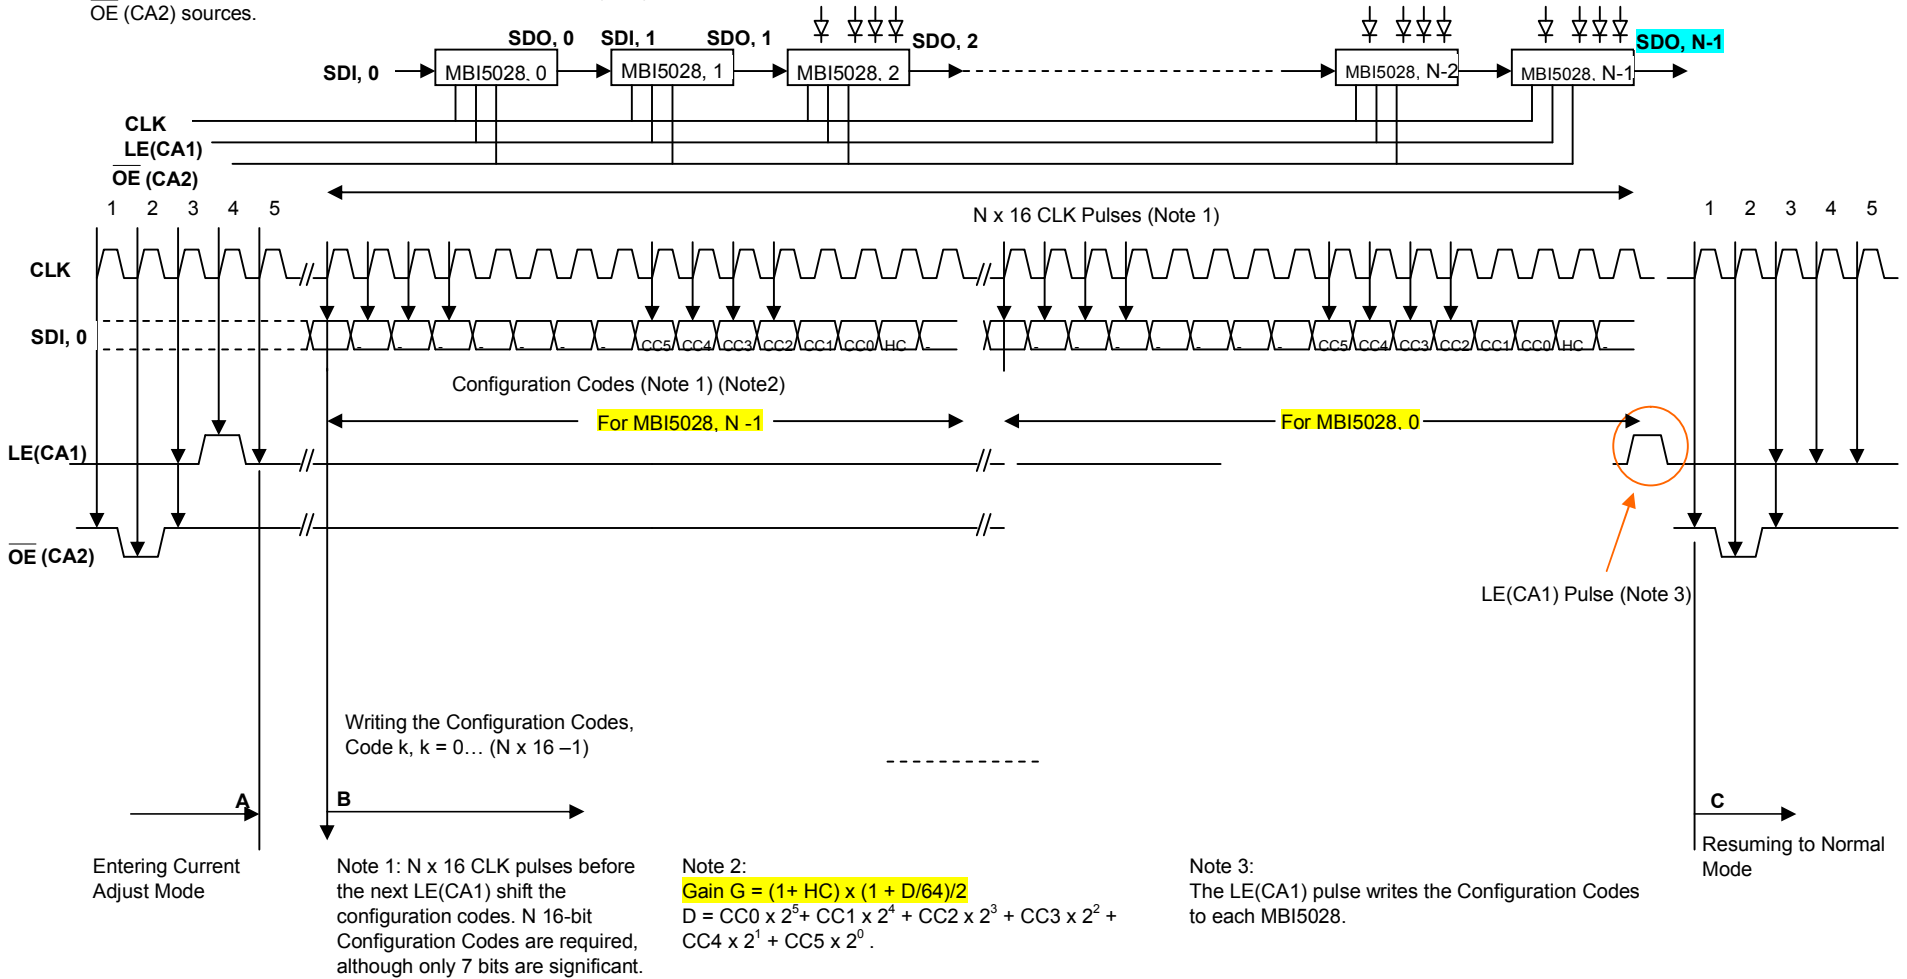 OE (CA2) sources.
SDO, 0 SDI, 1 SDO, 1 SDO, 2 SDO, N-1
SDI, 0 MBI5028, 0 MBI5028, 1 MBI5028, 2 MBI5028, N-2 MBI5028, N-1
CLK
LE(CA1)
OE (CA2)
1 2 3 4 5 N x 16 CLK Pulses (Note 1) 1 2 3 4 5
CLK
SDI, 0 - - - - - - - CC5 CC4 CC3 CC2 CC1 CC0 HC - - - - - - - - CC5 CC4 CC3 CC2 CC1 CC0 HC -
Configuration Codes (Note 1) (Note2)
For MBI5028, N -1 For MBI5028, 0
LE(CA1)
OE (CA2)
LE(CA1) Pulse (Note 3)
Writing the Configuration Codes,
Code k, k = 0… (N x 16 –1)
A B C
Entering Current
Adjust Mode
Note 1: N x 16 CLK pulses before
the next LE(CA1) shift the
configuration codes. N 16-bit
Configuration Codes are required,
although only 7 bits are significant.
Note 2:
Gain G = (1+ HC) x (1 + D/64)/2
D = CC0 x 2⁵+ CC1 x 2⁴ + CC2 x 2³ + CC3 x 2² +
CC4 x 2¹ + CC5 x 2⁰ .
Note 3:
The LE(CA1) pulse writes the Configuration Codes
to each MBI5028.
Resuming to Normal
Mode